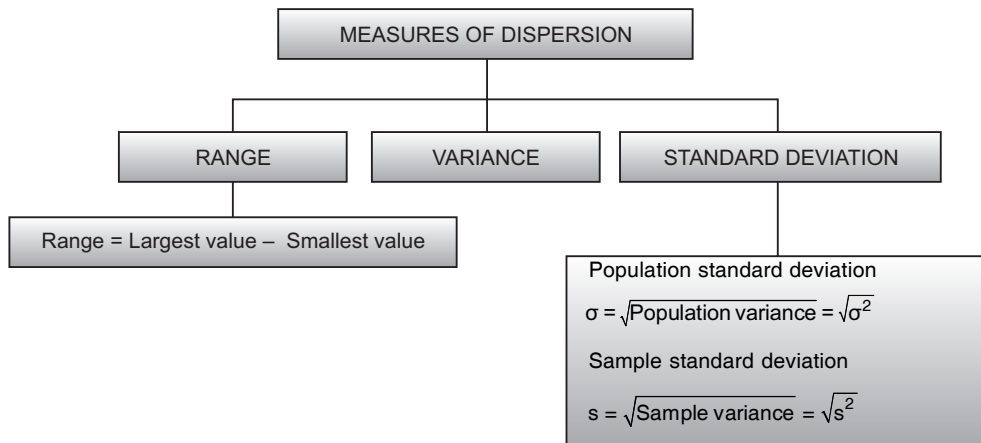 MEASURES OF DISPERSION
RANGE
VARIANCE
STANDARD DEVIATION
Range = Largest value – Smallest value
Population standard deviation
σ = √Population variance = √σ²
Sample standard deviation
s = √Sample variance = √s²